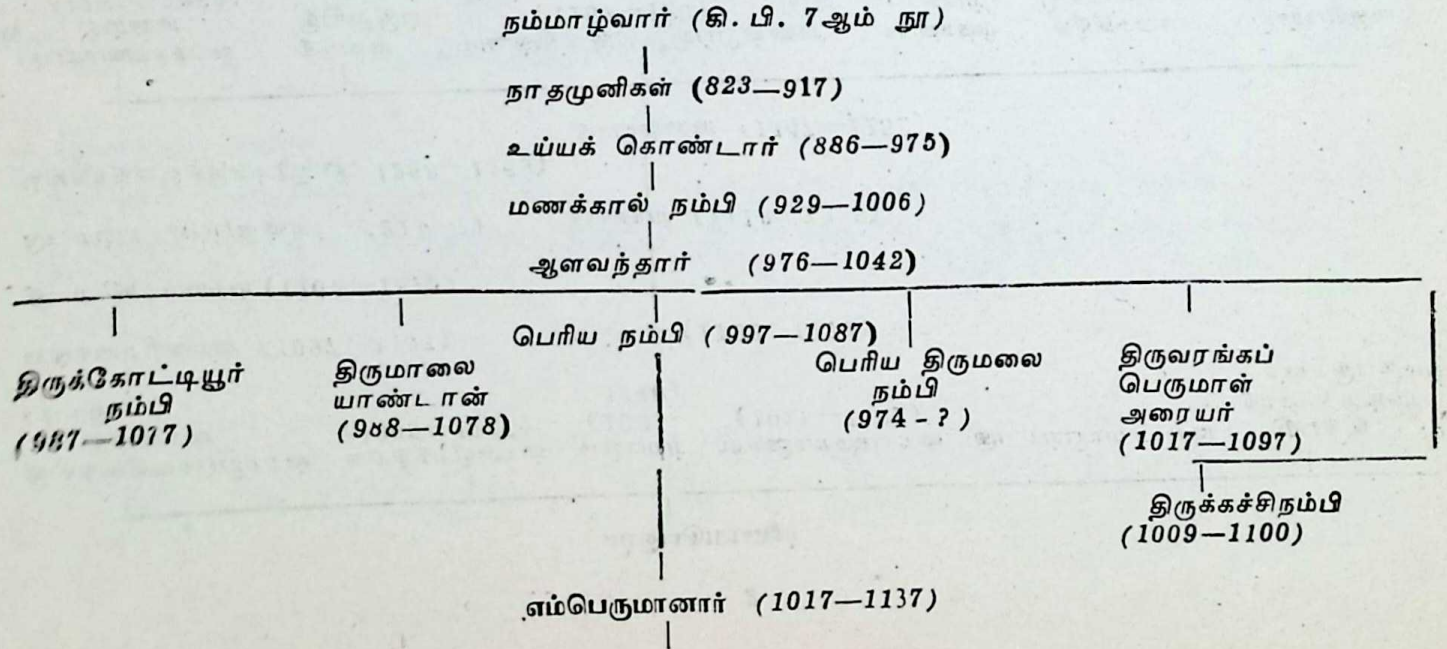 நம்மாழ்வார் (கி. பி. 7ஆம் நூ)
நாதமுனிகள் (823—917)
உய்யக் கொண்டார் (886—975)
மணக்கால் நம்பி (929—1006)
ஆளவந்தார் (976—1042)
திருக்கோட்டியூர்
நம்பி
(987—1077)
திருமாலை
யாண்டான்
(988—1078)
பெரிய நம்பி (997—1087)
பெரிய திருமலை
நம்பி
(974 - ?)
திருவரங்கப்
பெருமாள்
அரையர்
(1017—1097)
திருக்கச்சிநம்பி
(1009—1100)
எம்பெருமானார் (1017—1137)